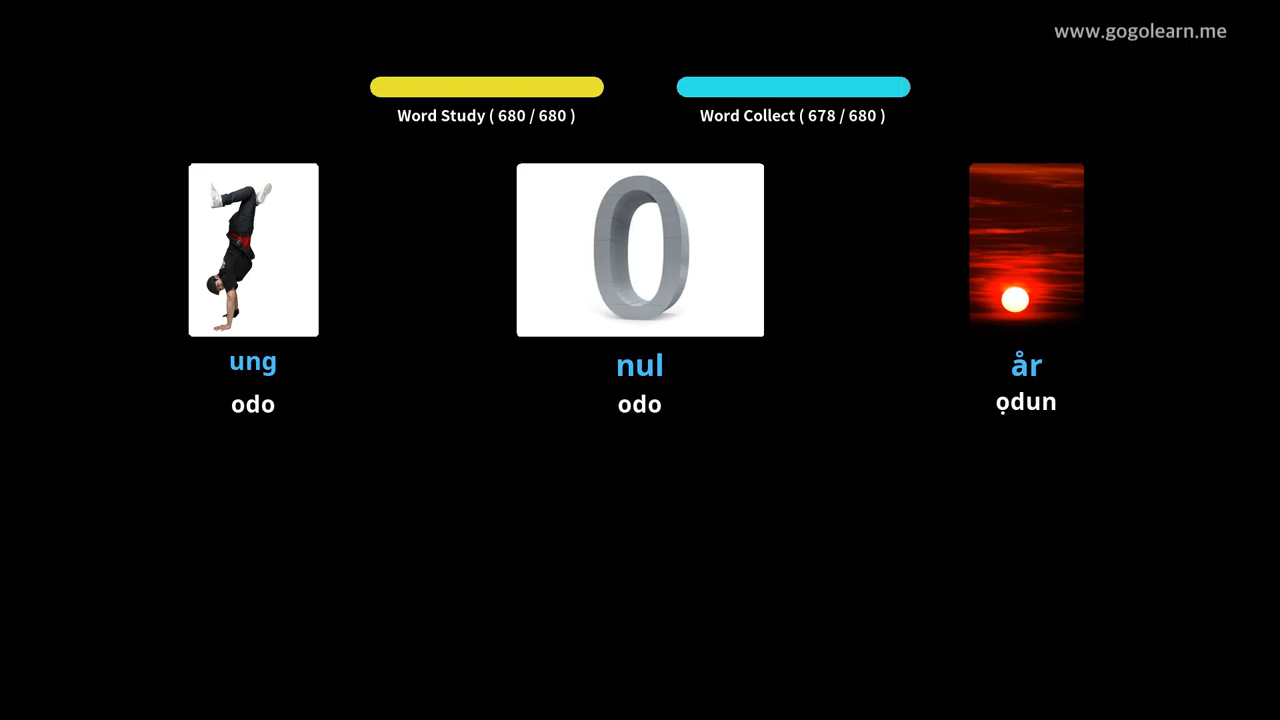 www.gogolearn.me
Word Study ( 680 / 680 )
Word Collect ( 678 / 680 )
ung
nul
år
odo
odo
ọdun